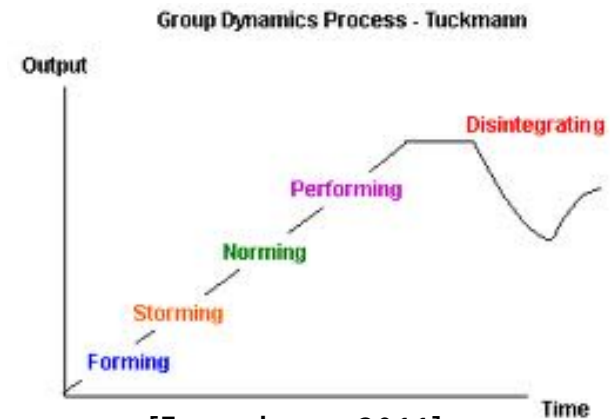 Group Dynamics Process - Tuckmann
Output
Disintegrating
Performing
Norming
Storming
Forming
Time